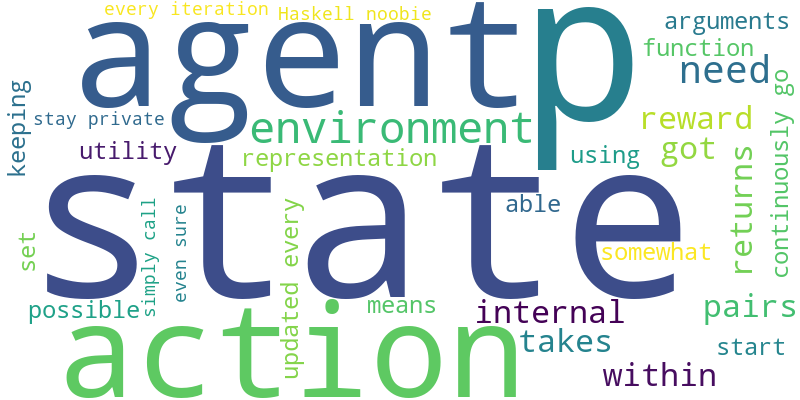 every iteration
Haskell noobie
arguments
agent
p
function
need
continuously go
keeping
stay private
environment
reward
utility
representation
using
got
state
able
returns
set
simply call
even sure
updated every
somewhat
possible
means
internal
pairs
action
takes
start
within